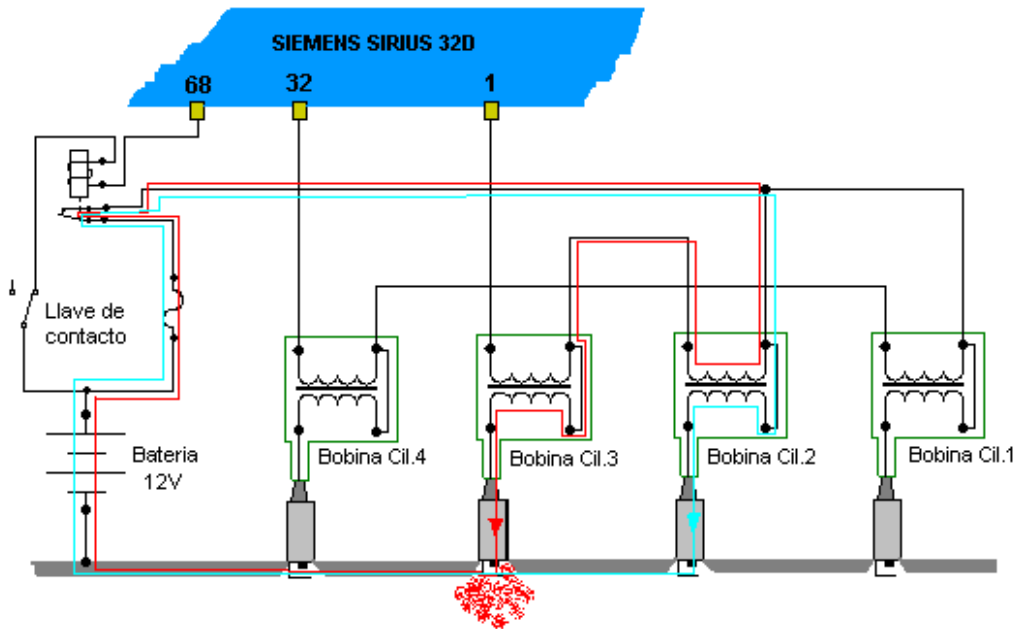 SIEMENS SIRIUS 32D
68 32 1
Llave de
contacto
Bateria
12V
Bobina Cil.4
Bobina Cil.3
Bobina Cil.2
Bobina Cil.1